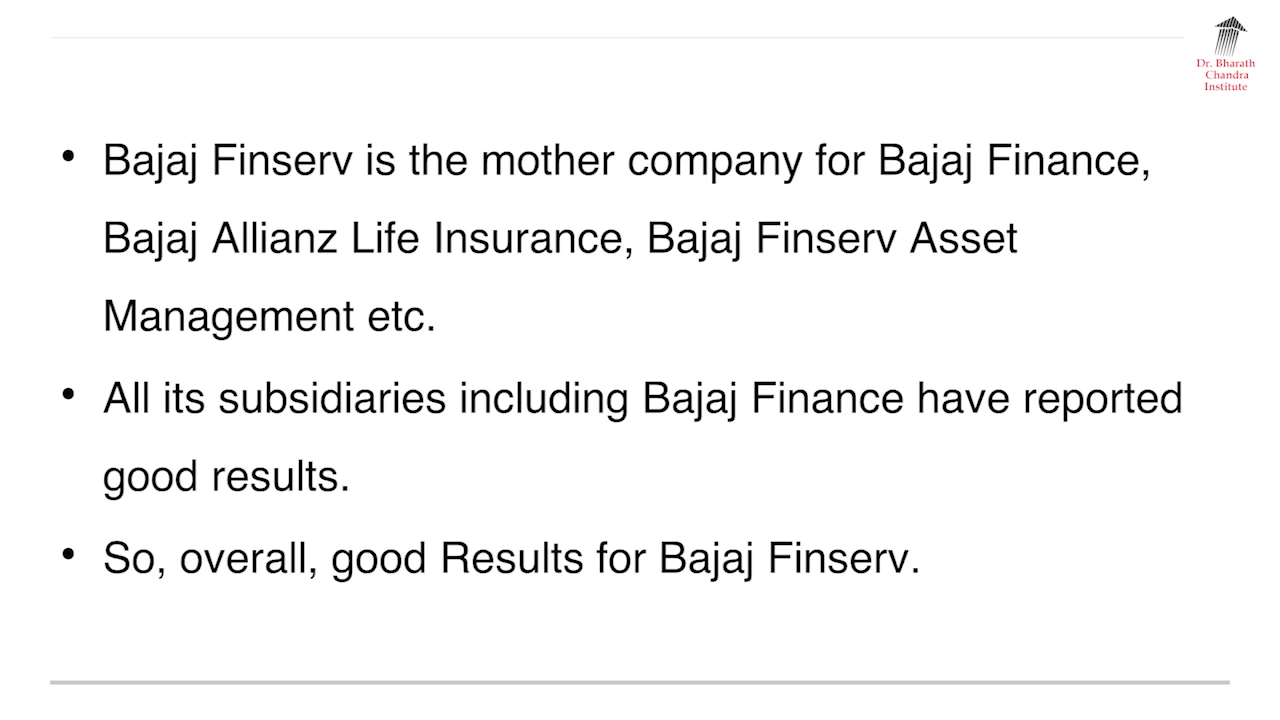 Dr. Bharath
Chandra
Institute
• Bajaj Finserv is the mother company for Bajaj Finance,
Bajaj Allianz Life Insurance, Bajaj Finserv Asset
Management etc.
• All its subsidiaries including Bajaj Finance have reported
good results.
• So, overall, good Results for Bajaj Finserv.